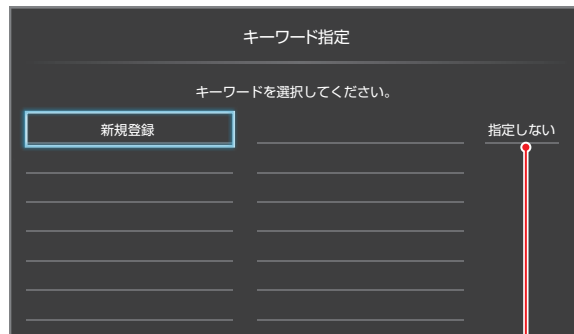 キーワード指定
キーワードを選択してください。
新規登録
指定しない